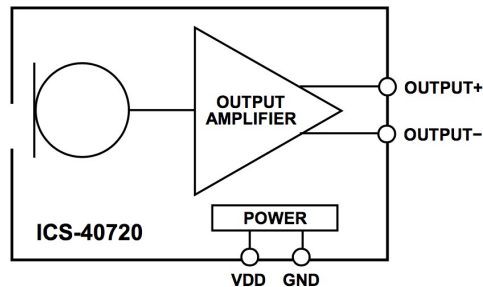 OUTPUT+
OUTPUT
AMPLIFIER
OUTPUT−
POWER
ICS-40720
VDD GND